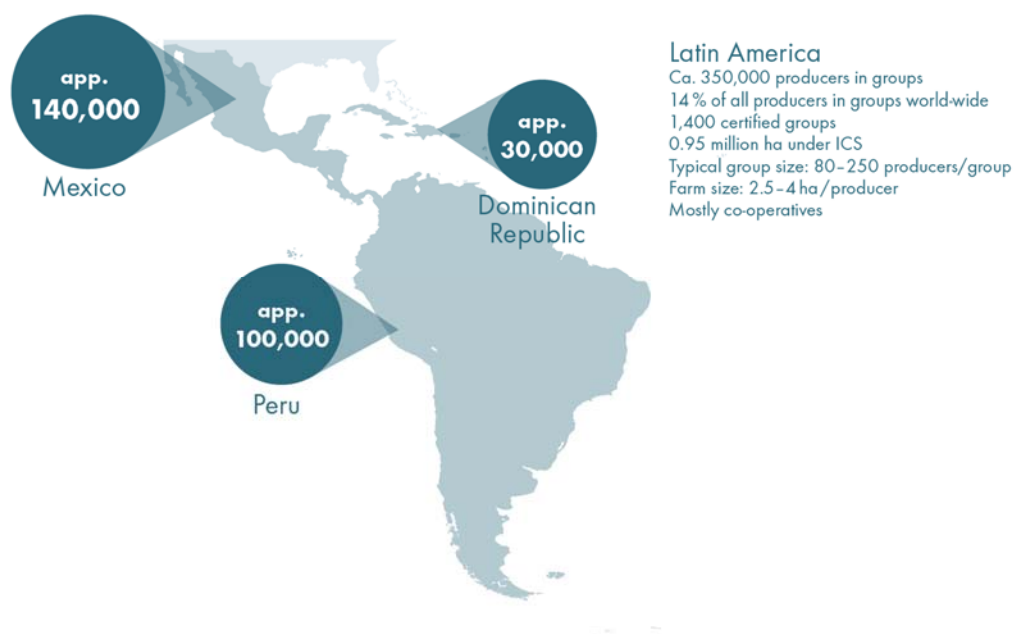 app.
140,000
Mexico
app.
30,000
Dominican
Republic
app.
100,000
Peru
Latin America
Ca. 350,000 producers in groups
14 % of all producers in groups world-wide
1,400 certified groups
0.95 million ha under ICS
Typical group size: 80–250 producers/group
Farm size: 2.5–4 ha/producer
Mostly co-operatives